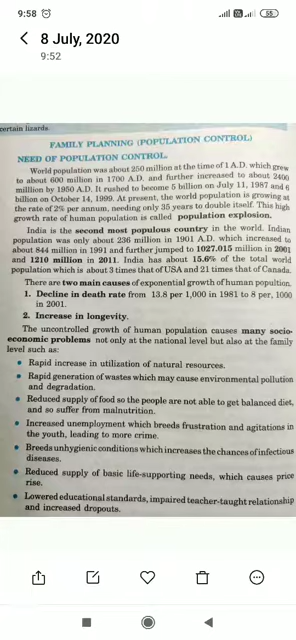 9:58
55
8 July, 2020
9:52
certain lizards.
FAMILY PLANNING (POPULATION CONTROL)
NEED OF POPULATION CONTROL.
World population was about 250 million at the time of 1 A.D. which grew
to about 600 million in 1700 A.D. and further increased to about 2400
million by 1950 A.D. It rushed to become 5 billion on July 11, 1987 and 6
billion on October 14, 1999. At present, the world population is growing at
the rate of 2% per annum, needing only 35 years to double itself. This high
growth rate of human population is called population explosion.
India is the second most populous country in the world. Indian
population was only about 236 million in 1901 A.D. which increased to
about 844 million in 1991 and further jumped to 1027.015 million in 2001
and 1210 million in 2011. India has about 15.6% of the total world
population which is about 3 times that of USA and 21 times that of Canada.
There are two main causes of exponential growth of human population.
1. Decline in death rate from 13.8 per 1,000 in 1981 to 8 per, 1000
in 2001.
2. Increase in longevity.
The uncontrolled growth of human population causes many socio-
economic problems not only at the national level but also at the family
level such as:
• Rapid increase in utilization of natural resources.
• Rapid generation of wastes which may cause environmental pollution
and degradation.
• Reduced supply of food so the people are not able to get balanced diet,
and so suffer from malnutrition.
• Increased unemployment which breeds frustration and agitations in
the youth, leading to more crime.
• Breeds unhygienic conditions which increases the chances of infectious
diseases.
• Reduced supply of basic life-supporting needs, which causes price
rise.
• Lowered educational standards, impaired teacher-taught relationship
and increased dropouts.